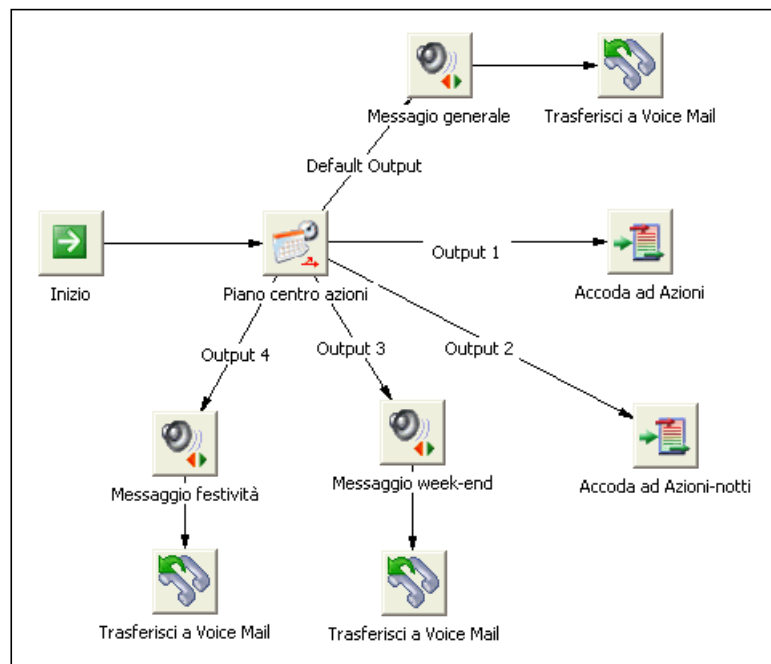 Messagio generale
Trasferisci a Voice Mail
Default Output
Output 1
Inizio
Piano centro azioni
Accoda ad Azioni
Output 4
Output 3
Output 2
Messaggio festività
Messaggio week-end
Accoda ad Azioni-notti
Trasferisci a Voice Mail
Trasferisci a Voice Mail